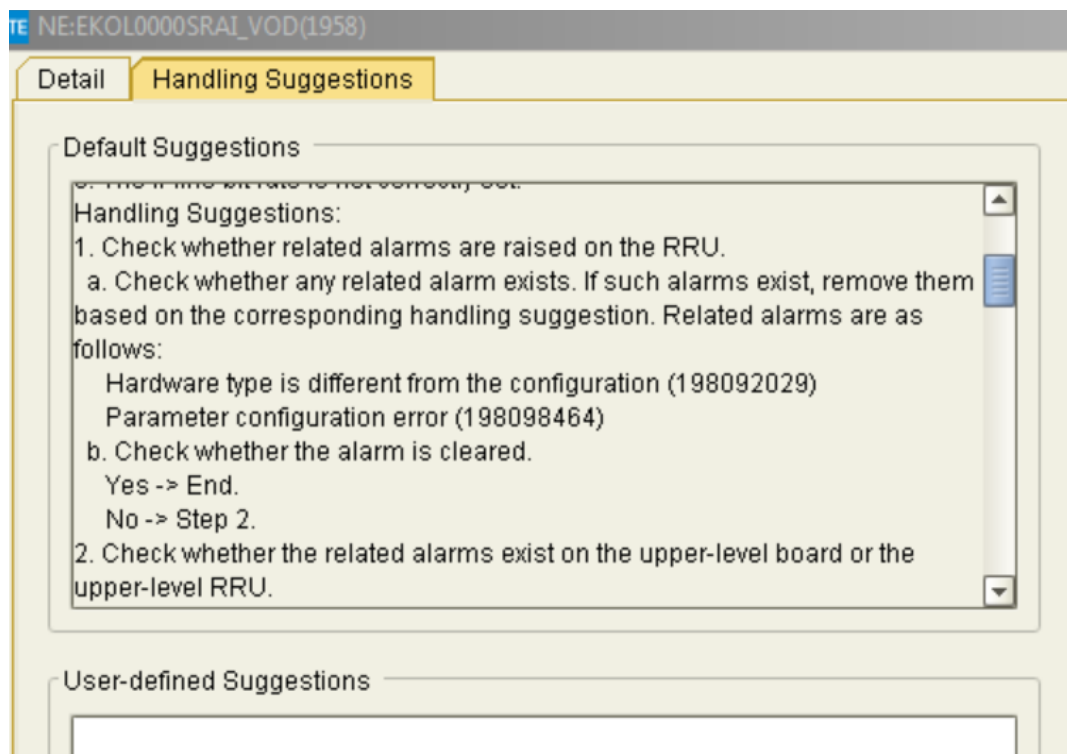 TE NE:EKOL0000SRAI_VOD(1958)
Detail Handling Suggestions
Default Suggestions
Handling Suggestions:
1. Check whether related alarms are raised on the RRU.
a. Check whether any related alarm exists. If such alarms exist, remove them
based on the corresponding handling suggestion. Related alarms are as
follows:
Hardware type is different from the configuration (198092029)
Parameter configuration error (198098464)
b. Check whether the alarm is cleared.
Yes -> End.
No -> Step 2.
2. Check whether the related alarms exist on the upper-level board or the
upper-level RRU.
User-defined Suggestions